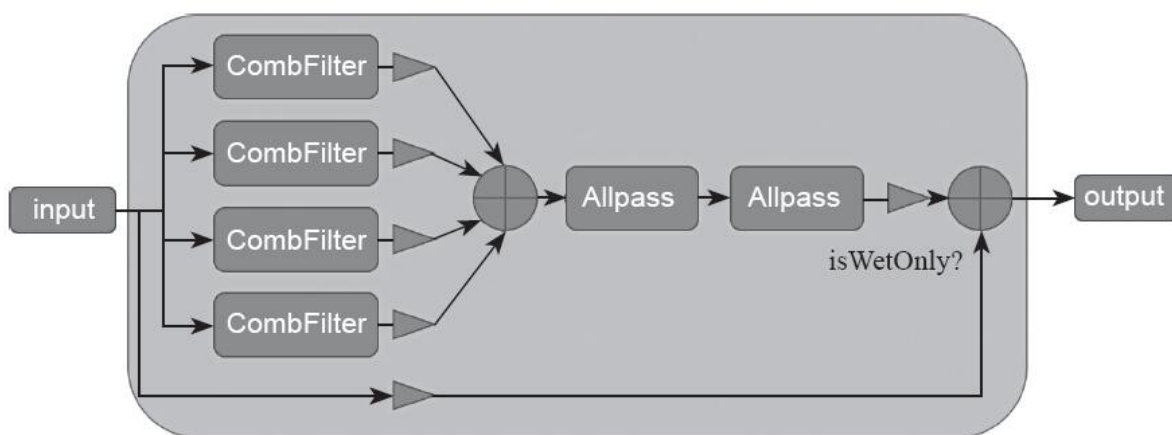 CombFilter
CombFilter
input
Allpass
Allpass
output
CombFilter
isWetOnly?
CombFilter